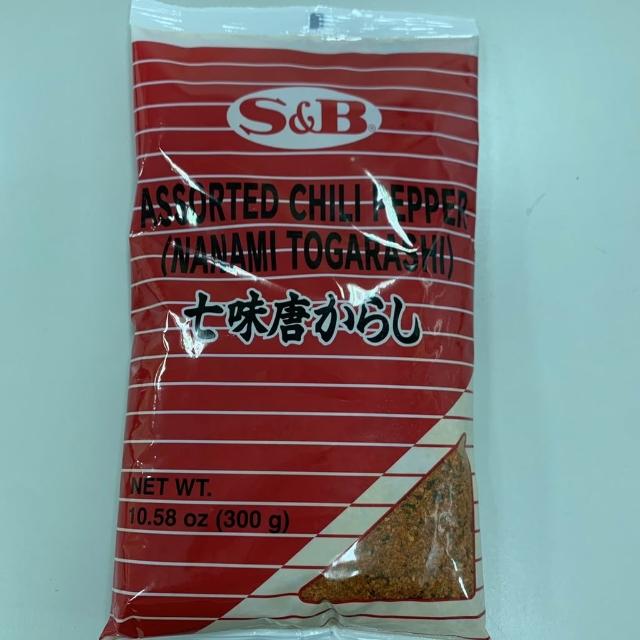 S&B®
ASSORTED CHILI PEPPER
(NANAMI TOGARASHI)
七味唐からし
NET WT.
10.58 oz (300 g)